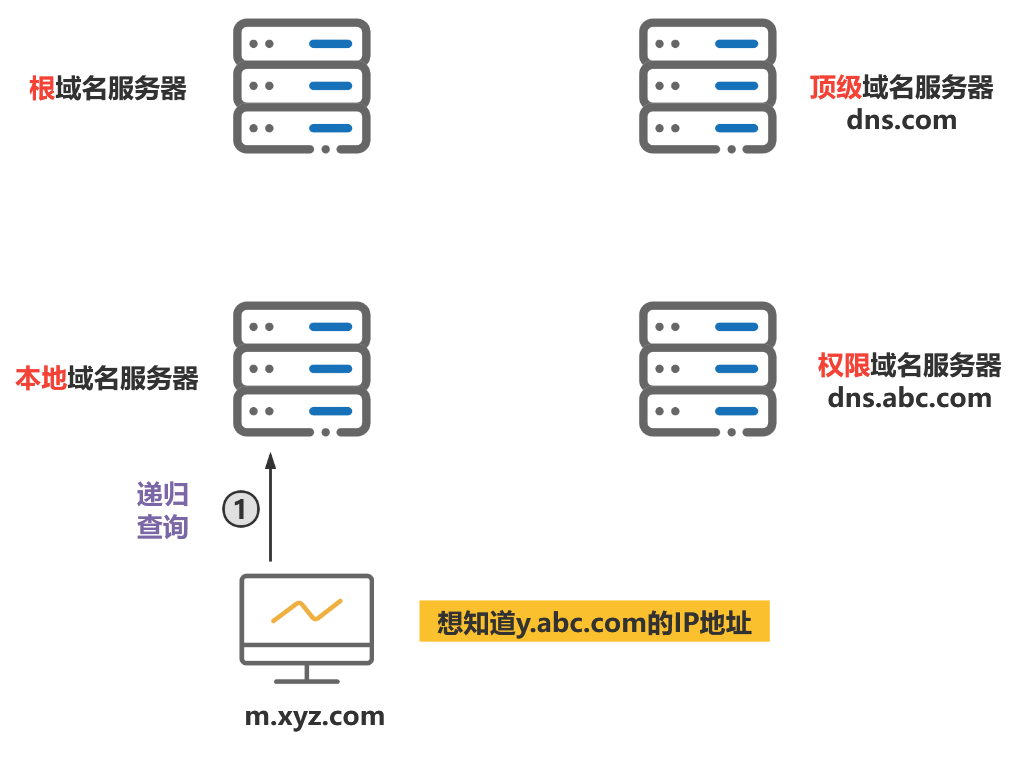 根域名服务器
顶级域名服务器
dns.com
本地域名服务器
权限域名服务器
dns.abc.com
递归
查询
1
想知道y.abc.com的IP地址
m.xyz.com